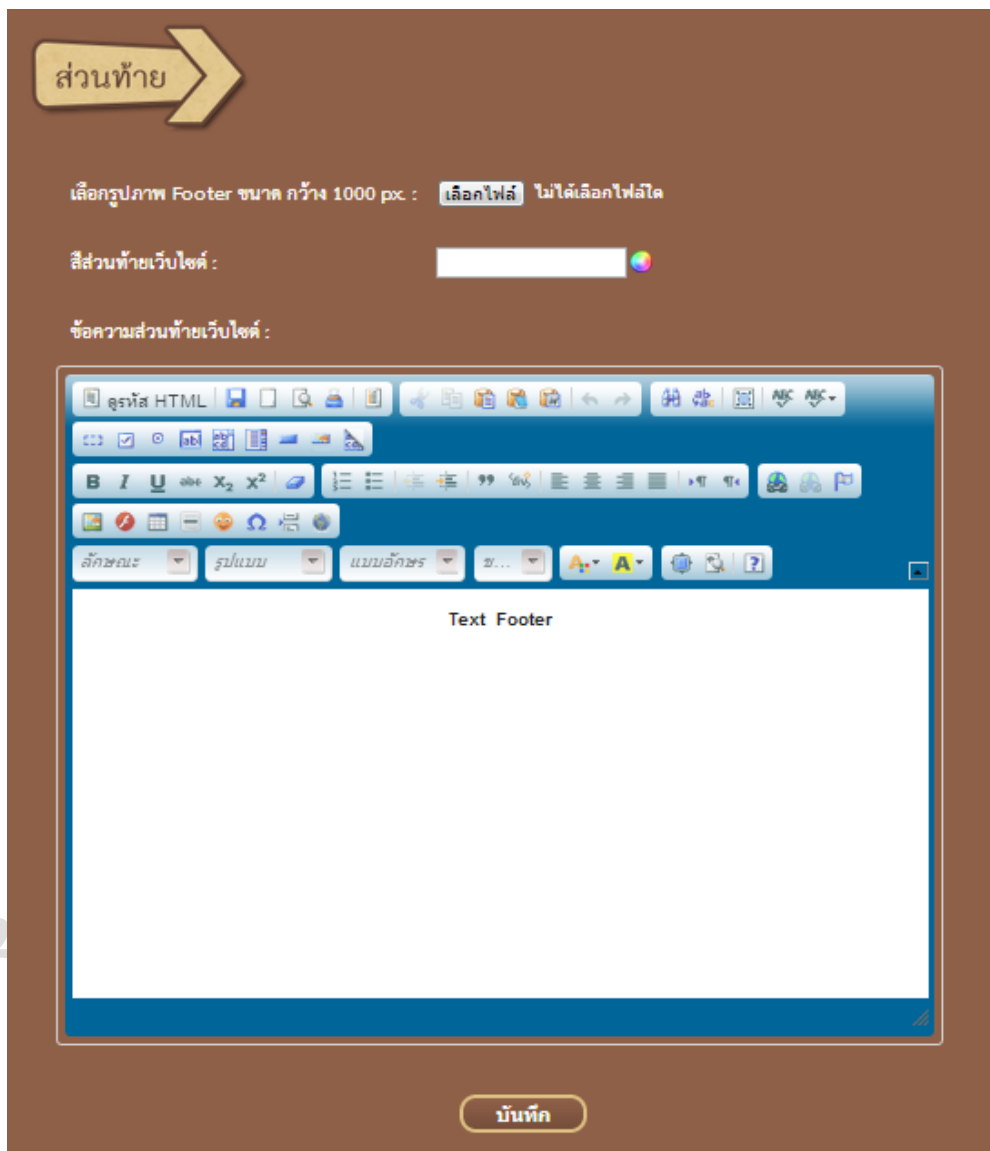 ส่วนท้าย
เลือกรูปภาพ Footer ขนาด กว้าง 1000 px. : เลือกไฟล์ ไม่ได้เลือกไฟล์ใด
สีส่วนท้ายเว็บไซต์ :
ข้อความส่วนท้ายเว็บไซต์ :
ดูรหัส HTML
B I U abc X₂ X²
ลักษณะ รูปแบบ แบบอักษร ข...
Text Footer
บันทึก